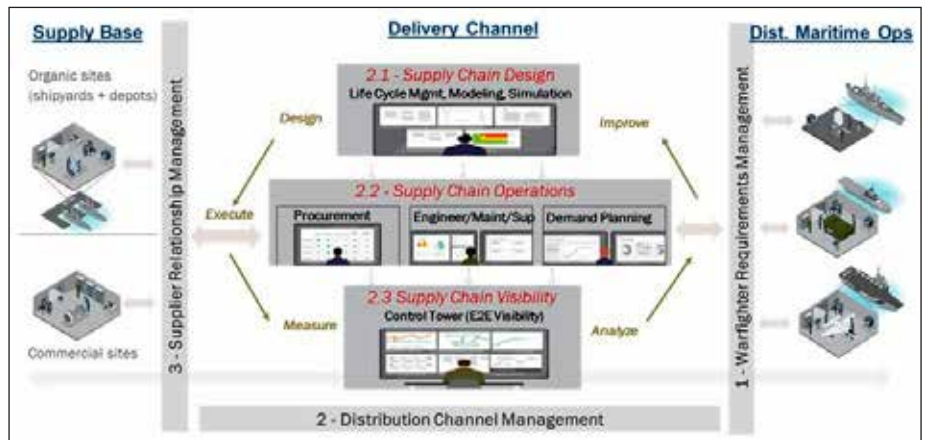 Supply Base
Delivery Channel
Dist. Maritime Ops
Organic sites
(shipyards + depots)
Commercial sites
3 - Supplier Relationship Management
2.1 - Supply Chain Design
Life Cycle Mgmt, Modeling, Simulation
Design
Improve
2.2 - Supply Chain Operations
Execute
Procurement
Engineer/Maint/Sup
Demand Planning
2.3 Supply Chain Visibility
Control Tower (E2E Visibility)
Measure
Analyze
1 - Warfighter Requirements Management
2 - Distribution Channel Management